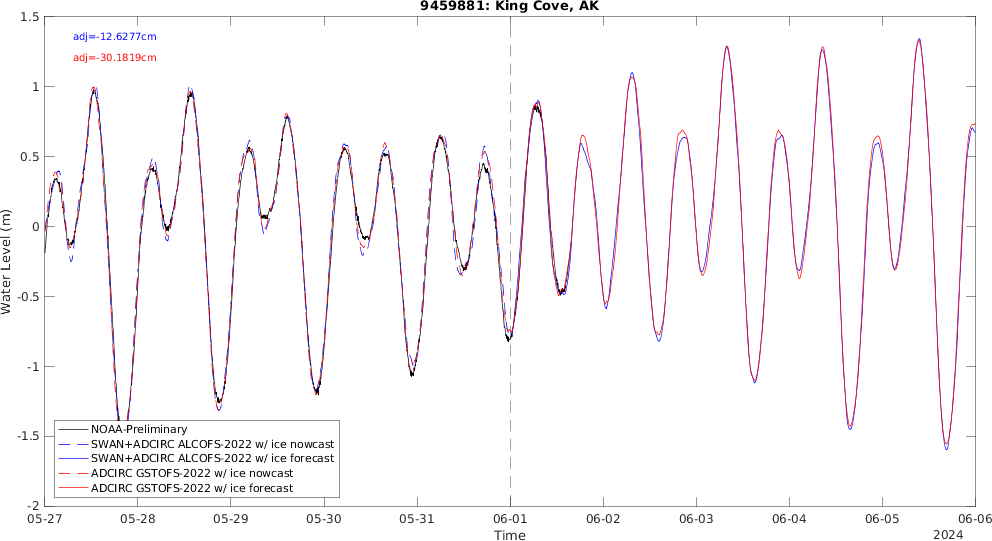 9459881: King Cove, AK
adj=-12.6277cm
adj=-30.1819cm
Water Level (m)
1.5
1
0.5
0
-0.5
-1
-1.5
-2
NOAA-Preliminary
SWAN+ADCIRC ALCOFS-2022 w/ ice nowcast
SWAN+ADCIRC ALCOFS-2022 w/ ice forecast
ADCIRC GSTOFS-2022 w/ ice nowcast
ADCIRC GSTOFS-2022 w/ ice forecast
05-27 05-28 05-29 05-30 05-31 06-01 06-02 06-03 06-04 06-05 06-06
Time
2024